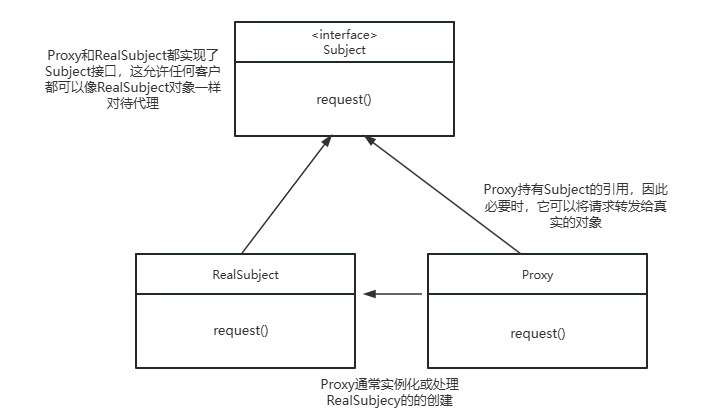 <interface>
Subject
Proxy和RealSubject都实现了
Subject接口，这允许任何客户
都可以像RealSubject对象一样
对待代理
request()
Proxy持有Subject的引用，因此
必要时，它可以将请求转发给真
实的对象
RealSubject
request()
Proxy
request()
Proxy通常实例化或处理
RealSubjecy的的创建